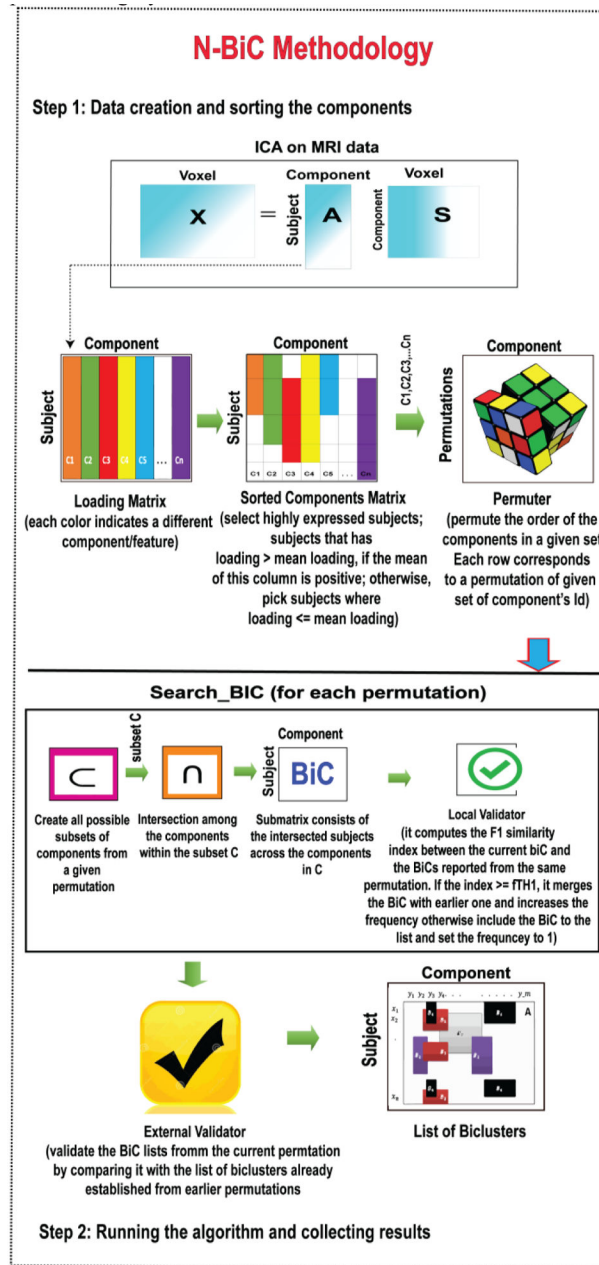 N-BiC Methodology
Step 1: Data creation and sorting the components
ICA on MRI data
Voxel
X
=
Component
Subject
A
Voxel
Component
S
Component
Subject
C1 C2 C3 C4 C5 ... Cn
Loading Matrix
(each color indicates a different
component/feature)
Component
C1 C2 C3 C4 C5 ... Cn
Sorted Components Matrix
(select highly expressed subjects;
subjects that has
loading > mean loading, if the mean
of this column is positive; otherwise,
pick subjects where
loading <= mean loading)
C1,C2,C3,...Cn
Component
Permutations
Permuter
(permute the order of the
components in a given set
Each row corresponds
to a permutation of given
set of component's Id)
Search_BIC (for each permutation)
⊂
Create all possible
subsets of
components from
a given
permutation
subset C
∩
Intersection among
the components
within the subset C
Component
Subject
BiC
Submatrix consists of
the intersected subjects
across the components
in C
Local Validator
(it computes the F1 similarity
index between the current biC and
the BiCs reported from the same
permutation. If the index >= fTH1, it merges
the BiC with earlier one and increases the
frequency otherwise include the BiC to the
list and set the frequncey to 1)
External Validator
(validate the BiC lists fromm the current permtation
by comparing it with the list of biclusters already
established from earlier permutations
Component
y_m
A
Subject
x1
x2
List of Biclusters
Step 2: Running the algorithm and collecting results